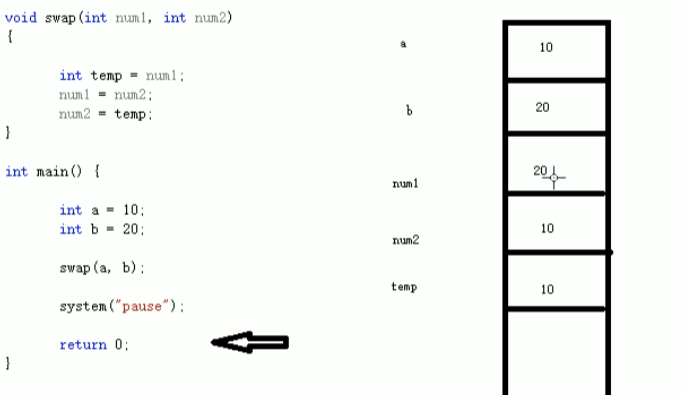 void swap(int num1, int num2)
{
int temp = num1;
num1 = num2;
num2 = temp;
}
int main() {
int a = 10;
int b = 20;
swap(a, b);
system("pause");
return 0;
}
a 10
b 20
num1 20
num2 10
temp 10